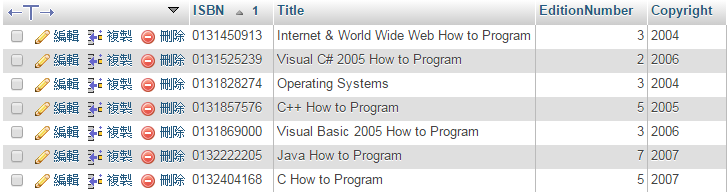 ISBN 1 Title EditionNumber Copyright
編輯 複製 刪除 0131450913 Internet & World Wide Web How to Program 3 2004
編輯 複製 刪除 0131525239 Visual C# 2005 How to Program 2 2006
編輯 複製 刪除 0131828274 Operating Systems 3 2004
編輯 複製 刪除 0131857576 C++ How to Program 5 2005
編輯 複製 刪除 0131869000 Visual Basic 2005 How to Program 3 2006
編輯 複製 刪除 0132222205 Java How to Program 7 2007
編輯 複製 刪除 0132404168 C How to Program 5 2007